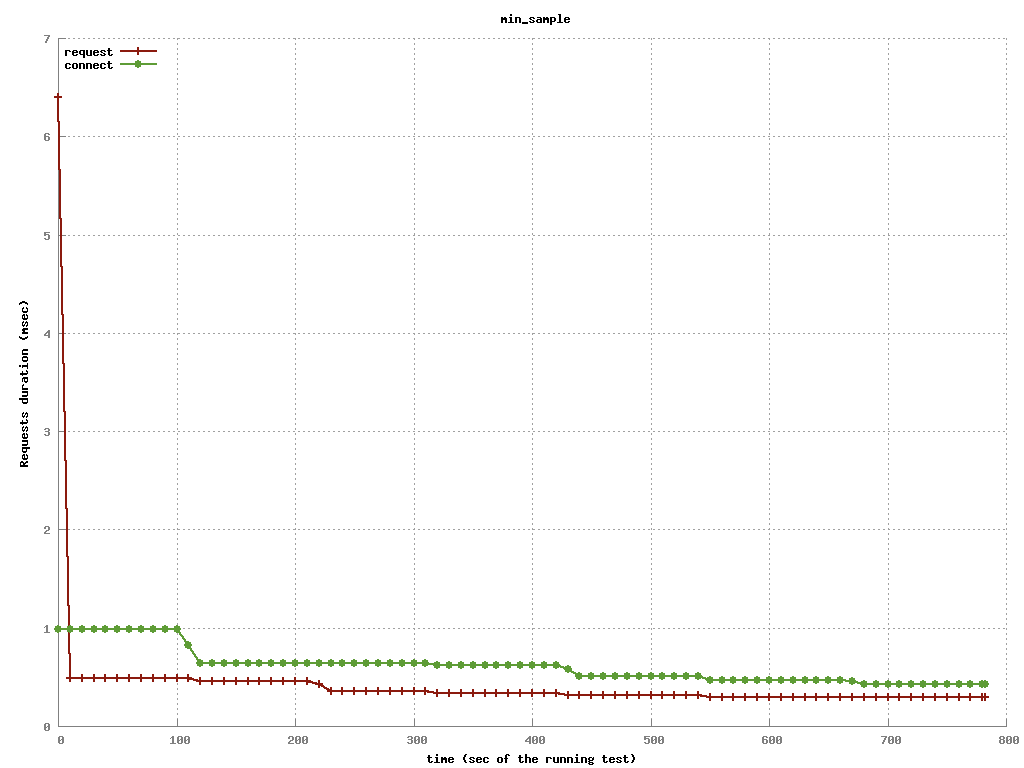 min_sample
7
request
connect
6
5
4
3
2
1
0
Requests duration (msec)
0 100 200 300 400 500 600 700 800
time (sec of the running test)